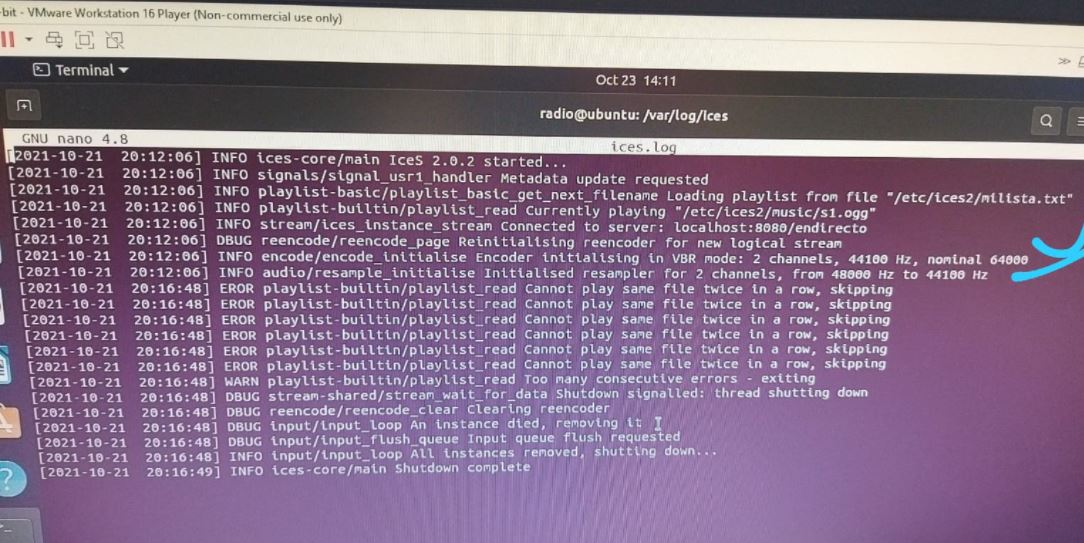 -bit - VMware Workstation 16 Player (Non-commercial use only)
Terminal
Oct 23 14:11
radio@ubuntu: /var/log/ices
GNU nano 4.8
ices.log
[2021-10-21 20:12:06] INFO ices-core/main IceS 2.0.2 started...
[2021-10-21 20:12:06] INFO signals/signal_usr1_handler Metadata update requested
[2021-10-21 20:12:06] INFO playlist-basic/playlist_basic_get_next_filename Loading playlist from file "/etc/ices2/milista.txt"
[2021-10-21 20:12:06] INFO playlist-builtin/playlist_read Currently playing "/etc/ices2/music/s1.ogg"
[2021-10-21 20:12:06] INFO stream/ices_instance_stream Connected to server: localhost:8080/endirecto
[2021-10-21 20:12:06] DBUG reencode/reencode_page Reinitialising reencoder for new logical stream
[2021-10-21 20:12:06] INFO encode/encode_initialise Encoder initialising in VBR mode: 2 channels, 44100 Hz, nominal 64000
[2021-10-21 20:12:06] INFO audio/resample_initialise Initialised resampler for 2 channels, from 48000 Hz to 44100 Hz
[2021-10-21 20:16:48] EROR playlist-builtin/playlist_read Cannot play same file twice in a row, skipping
[2021-10-21 20:16:48] EROR playlist-builtin/playlist_read Cannot play same file twice in a row, skipping
[2021-10-21 20:16:48] EROR playlist-builtin/playlist_read Cannot play same file twice in a row, skipping
[2021-10-21 20:16:48] EROR playlist-builtin/playlist_read Cannot play same file twice in a row, skipping
[2021-10-21 20:16:48] EROR playlist-builtin/playlist_read Cannot play same file twice in a row, skipping
[2021-10-21 20:16:48] EROR playlist-builtin/playlist_read Cannot play same file twice in a row, skipping
[2021-10-21 20:16:48] WARN playlist-builtin/playlist_read Too many consecutive errors - exiting
[2021-10-21 20:16:48] DBUG stream-shared/stream_wait_for_data Shutdown signalled: thread shutting down
[2021-10-21 20:16:48] DBUG reencode/reencode_clear Clearing reencoder
[2021-10-21 20:16:48] DBUG input/input_loop An instance died, removing it
[2021-10-21 20:16:48] DBUG input/input_flush_queue Input queue flush requested
[2021-10-21 20:16:48] INFO input/input_loop All instances removed, shutting down...
[2021-10-21 20:16:49] INFO ices-core/main Shutdown complete